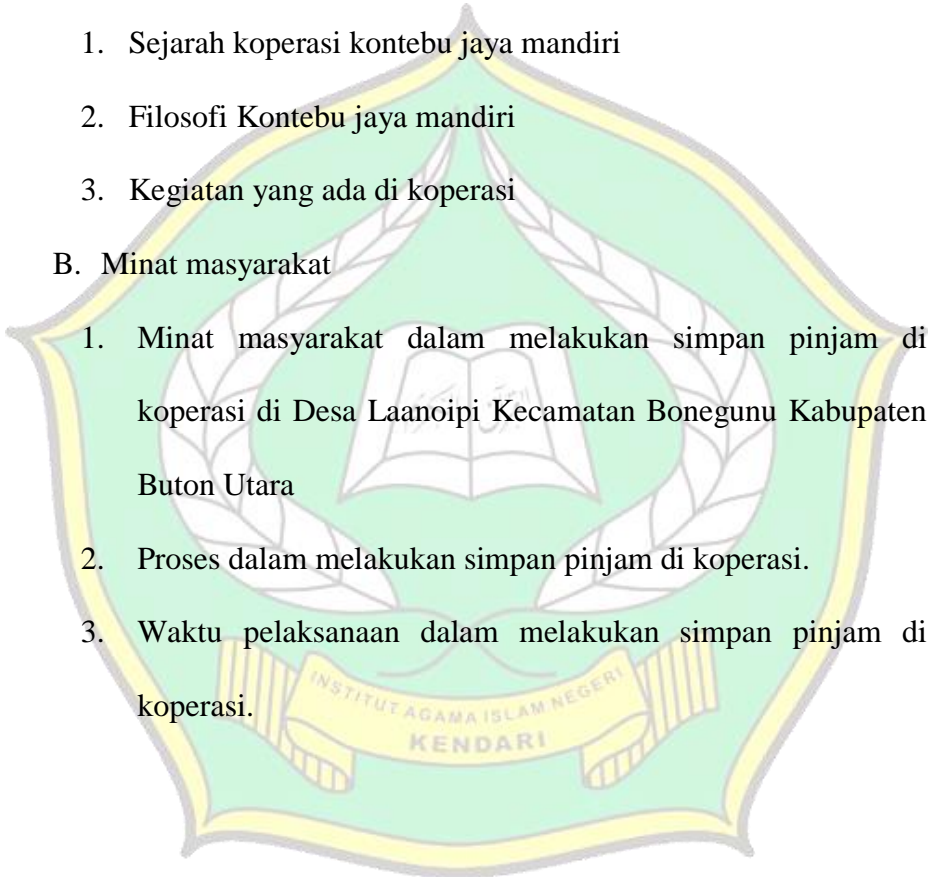 1. Sejarah koperasi kontebu jaya mandiri
2. Filosofi Kontebu jaya mandiri
3. Kegiatan yang ada di koperasi
B. Minat masyarakat
1. Minat masyarakat dalam melakukan simpan pinjam di
koperasi di Desa Laanoipi Kecamatan Bonegunu Kabupaten
Buton Utara
2. Proses dalam melakukan simpan pinjam di koperasi.
3. Waktu pelaksanaan dalam melakukan simpan pinjam di
koperasi.
INSTITUT AGAMA ISLAM NEGERI
KENDARI